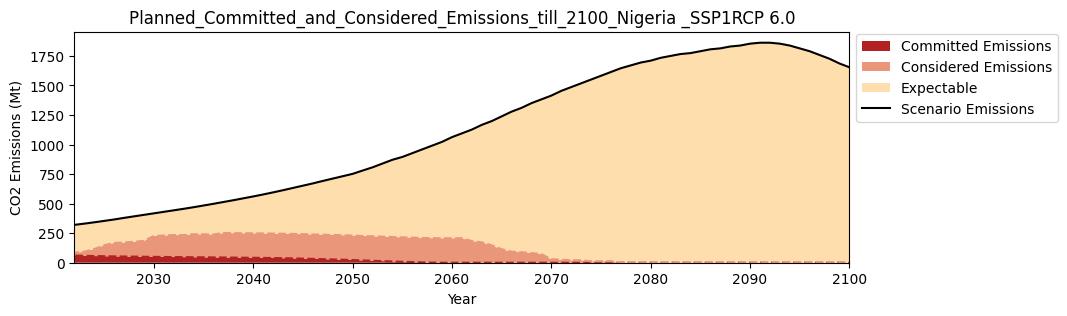 Planned_Committed_and_Considered_Emissions_till_2100_Nigeria _SSP1RCP 6.0
Committed Emissions
Considered Emissions
Expectable
Scenario Emissions
CO2 Emissions (Mt)
1750
1500
1250
1000
750
500
250
0
2030 2040 2050 2060 2070 2080 2090 2100
Year